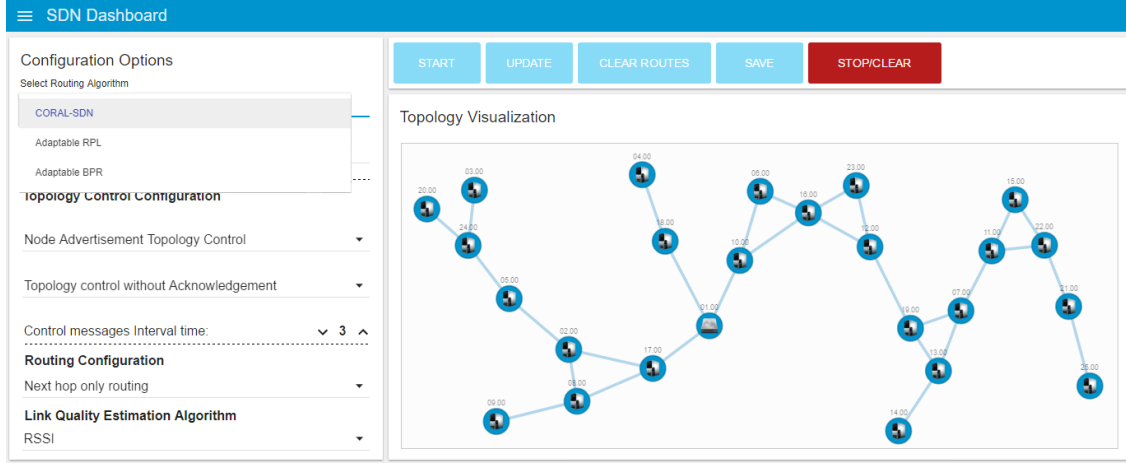 SDN Dashboard
Configuration Options
Select Routing Algorithm
CORAL-SDN
Adaptable RPL
Adaptable BPR
Topology Control Configuration
Node Advertisement Topology Control
Topology control without Acknowledgement
Control messages Interval time: 3
Routing Configuration
Next hop only routing
Link Quality Estimation Algorithm
RSSI
START UPDATE CLEAR ROUTES SAVE STOP/CLEAR
Topology Visualization
04.00
03.00
23.00
06.00
15.00
20.00
16.00
18.00
24.00
12.00
22.00
11.00
10.00
05.00
21.00
07.00
01.00
19.00
02.00
17.00
13.00
25.00
08.00
09.00
14.00